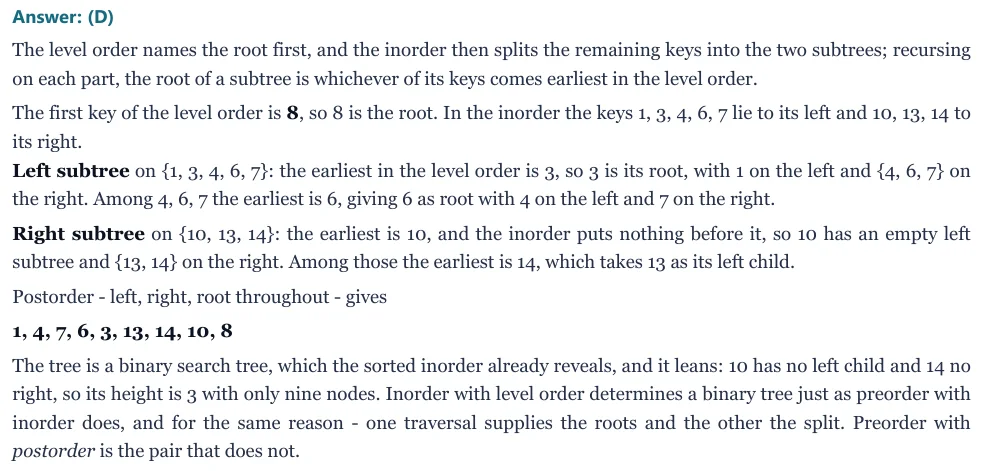 Answer: (D)
The level order names the root first, and the inorder then splits the remaining keys into the two subtrees; recursing
on each part, the root of a subtree is whichever of its keys comes earliest in the level order.
The first key of the level order is 8, so 8 is the root. In the inorder the keys 1, 3, 4, 6, 7 lie to its left and 10, 13, 14 to
its right.
Left subtree on {1, 3, 4, 6, 7}: the earliest in the level order is 3, so 3 is its root, with 1 on the left and {4, 6, 7} on
the right. Among 4, 6, 7 the earliest is 6, giving 6 as root with 4 on the left and 7 on the right.
Right subtree on {10, 13, 14}: the earliest is 10, and the inorder puts nothing before it, so 10 has an empty left
subtree and {13, 14} on the right. Among those the earliest is 14, which takes 13 as its left child.
Postorder - left, right, root throughout - gives
1, 4, 7, 6, 3, 13, 14, 10, 8
The tree is a binary search tree, which the sorted inorder already reveals, and it leans: 10 has no left child and 14 no
right, so its height is 3 with only nine nodes. Inorder with level order determines a binary tree just as preorder with
inorder does, and for the same reason - one traversal supplies the roots and the other the split. Preorder with
postorder is the pair that does not.